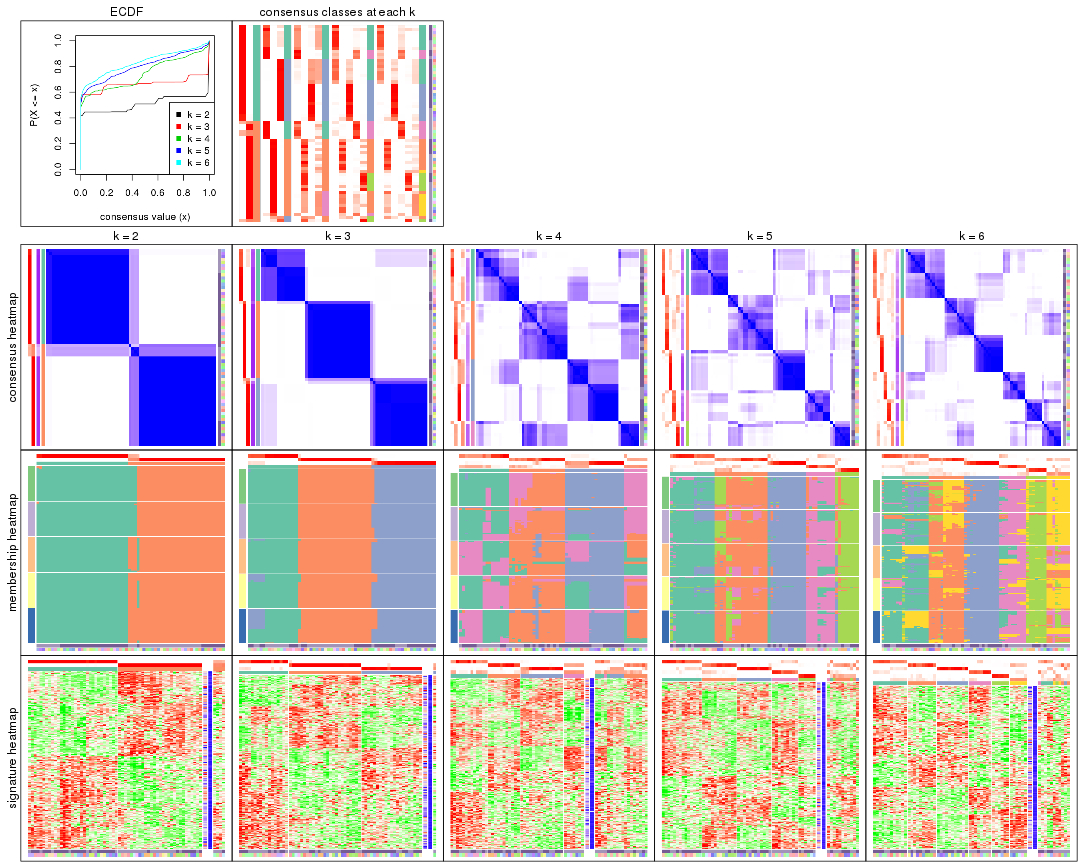 ECDF
consensus classes at each k
P(X <= x)
0.0 0.2 0.4 0.6 0.8 1.0
k = 2
k = 3
k = 4
k = 5
k = 6
0.0 0.2 0.4 0.6 0.8 1.0
consensus value (x)
k = 2 k = 3 k = 4 k = 5 k = 6
consensus heatmap
membership heatmap
signature heatmap